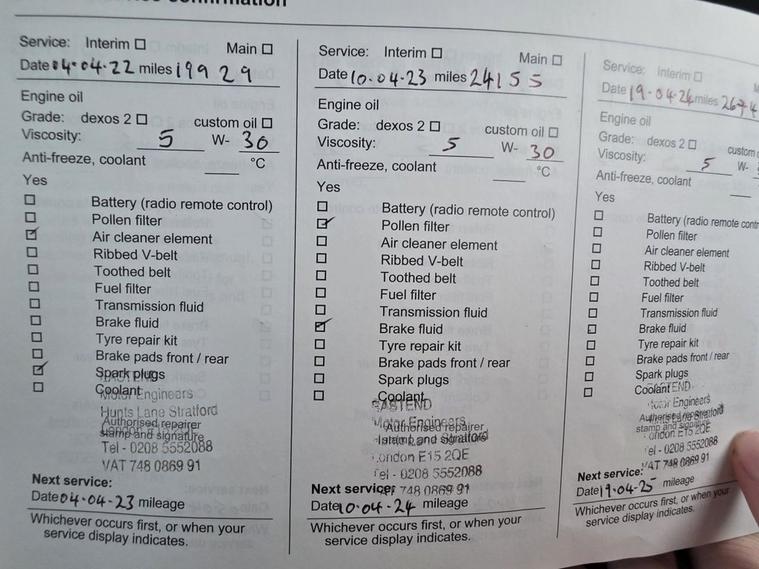 Service: Interim Main
Date 04.04.22 miles 19929
Engine oil
Grade: dexos 2 custom oil
Viscosity: 5 W- 30
Anti-freeze, coolant °C
Yes
Battery (radio remote control)
Pollen filter
Air cleaner element
Ribbed V-belt
Toothed belt
Fuel filter
Transmission fluid
Brake fluid
Tyre repair kit
Brake pads front / rear
Spark plugs
Coolant
Motor Engineers
Hunts Lane Stratford
Authorised repairer
stamp and signature
Tel - 0208 5552088
VAT 748 0869 91
Next service:
Date 04.04-23 mileage
Whichever occurs first, or when your
service display indicates.
Service: Interim Main
Date 10.04.23 miles 24155
Engine oil
Grade: dexos 2 custom oil
Viscosity: 5 W- 30
Anti-freeze, coolant °C
Yes
Battery (radio remote control)
Pollen filter
Air cleaner element
Ribbed V-belt
Toothed belt
Fuel filter
Transmission fluid
Brake fluid
Tyre repair kit
Brake pads front / rear
Spark plugs
Coolant
EASTEND
Motor Engineers
Authorised repairer
stamp and signature
Lane Stratford
London E15 2QE
Tel - 0208 5552088
748 0869 91
Next service:
Date 10.04-24 mileage
Whichever occurs first, or when your
service display indicates.
Service: Interim
Date 19.04-24 miles
Engine oil
Grade: dexos 2 custom
Viscosity: 5 W-
Anti-freeze, coolant
Yes
Battery (radio remote contr
Pollen filter
Air cleaner element
Ribbed V-belt
Toothed belt
Fuel filter
Transmission fluid
Brake fluid
Tyre repair kit
Brake pads front / rear
Spark plugs
Coolant
EASTEND
Motor Engineers
Authorised repairer
stamp and signature
Lane Stratford
London E15 2QE
Tel - 0208 5552088
VAT 748 0869 91
Next service:
Date 19.04-25 mileage
Whichever occurs first, or when your
service display indicates.